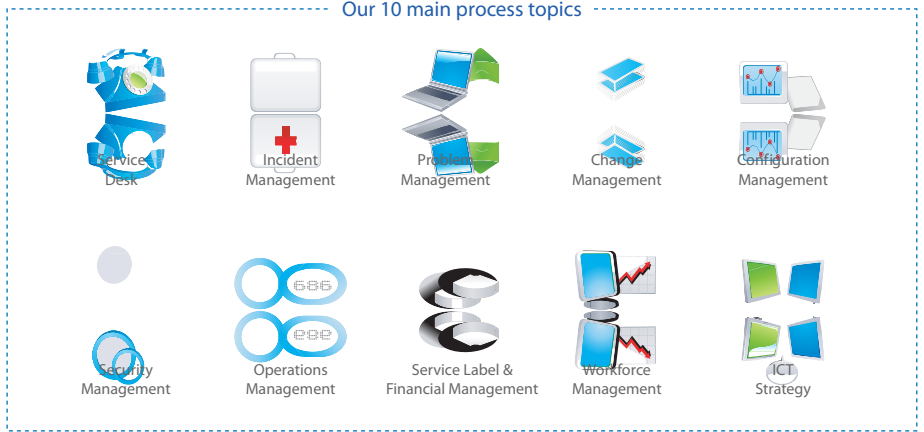 Our 10 main process topics
Service
Desk
Incident
Management
Problem
Management
Change
Management
Configuration
Management
686
Security
Management
Operations
Management
Service Label &
Financial Management
Workforce
Management
ICT
Strategy